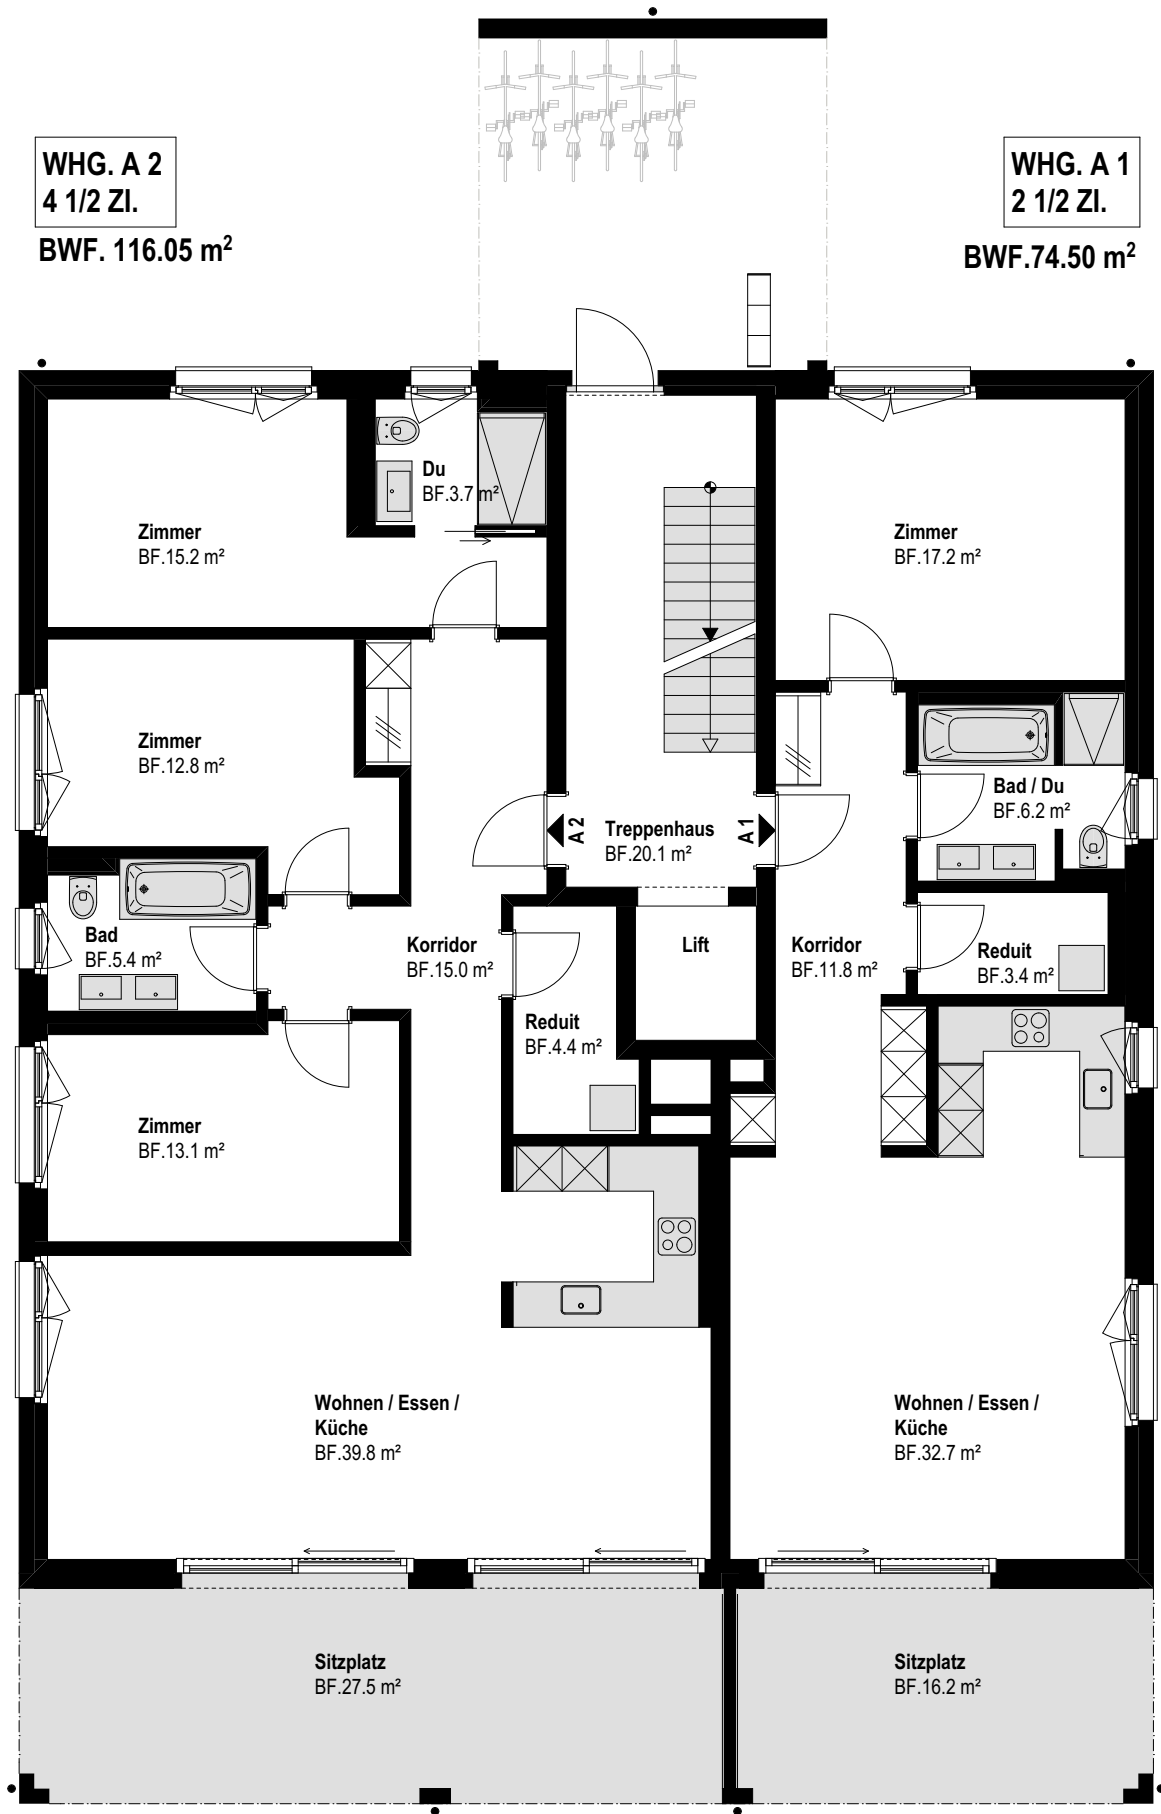 WHG. A 2
4 1/2 ZI.
BWF. 116.05 m²
WHG. A 1
2 1/2 ZI.
BWF.74.50 m²
Du
BF.3.7 m²
Zimmer
BF.15.2 m²
Zimmer
BF.17.2 m²
Zimmer
BF.12.8 m²
Bad / Du
BF.6.2 m²
A 2
Treppenhaus
BF.20.1 m²
A 1
Bad
BF.5.4 m²
Korridor
BF.15.0 m²
Lift
Korridor
BF.11.8 m²
Reduit
BF.3.4 m²
Reduit
BF.4.4 m²
Zimmer
BF.13.1 m²
Wohnen / Essen /
Küche
BF.39.8 m²
Wohnen / Essen /
Küche
BF.32.7 m²
Sitzplatz
BF.27.5 m²
Sitzplatz
BF.16.2 m²